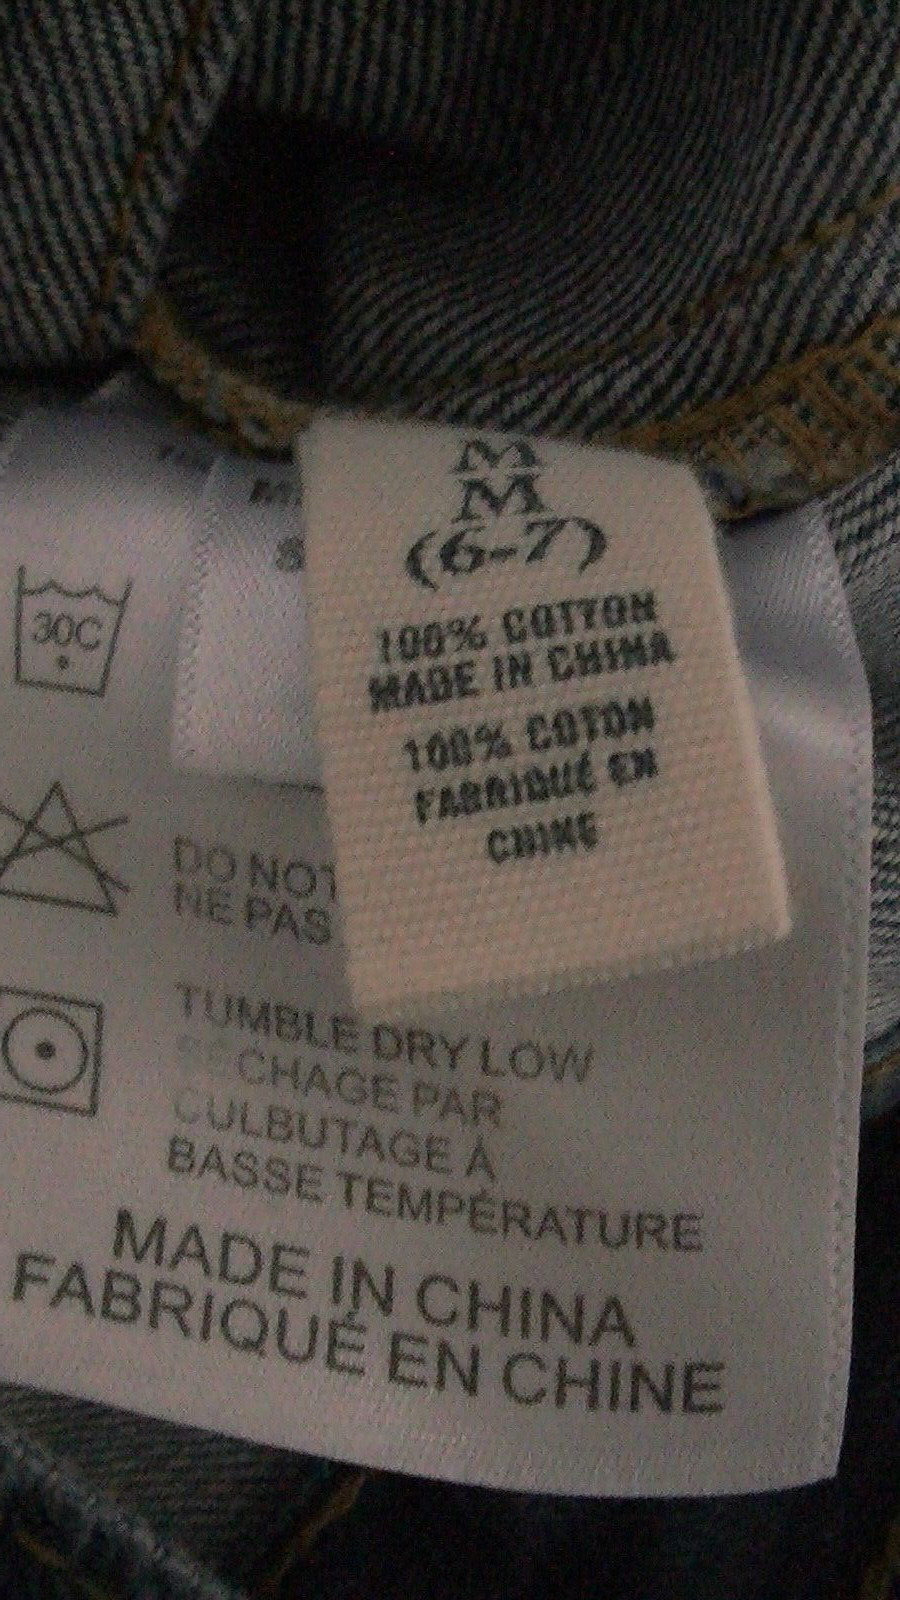 M
M
(6-7)
100% COTTON
MADE IN CHINA
100% COTON
FABRIQUÉ EN
CHINE
30C
DO NOT
NE PAS
TUMBLE DRY LOW
SÉCHAGE PAR
CULBUTAGE À
BASSE TEMPÉRATURE
MADE IN CHINA
FABRIQUÉ EN CHINE